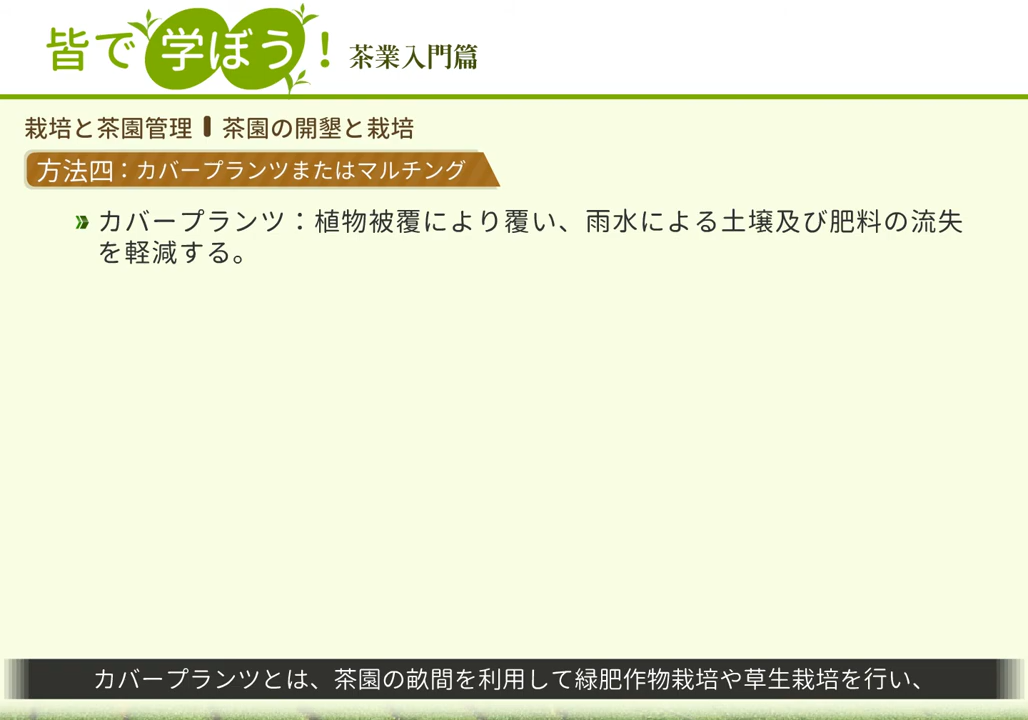 皆で学ぼう！茶業入門篇
栽培と茶園管理 ▎茶園の開墾と栽培
方法四：カバープランツまたはマルチング
カバープランツ：植物被覆により覆い、雨水による土壌及び肥料の流失
を軽減する。
カバープランツとは、茶園の畝間を利用して緑肥作物栽培や草生栽培を行い、